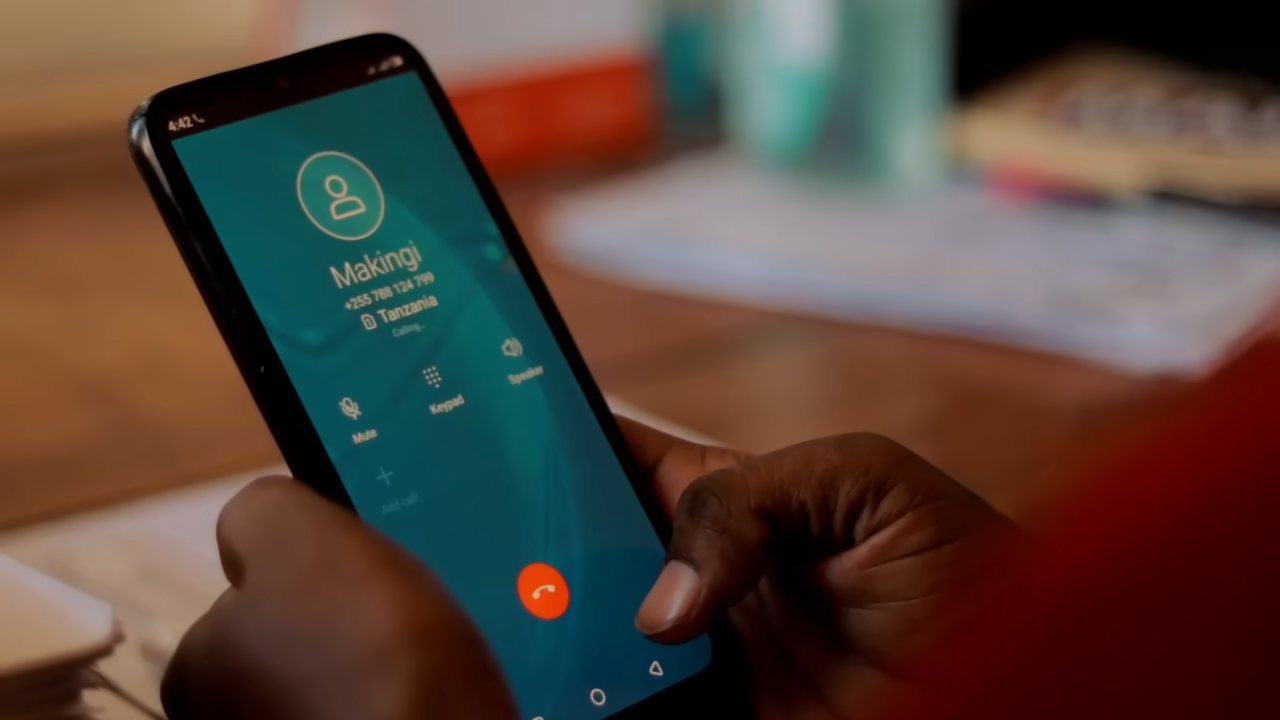 4:42
Makingi
+255 788 124 799
Tanzania
Calling...
Speaker
Keypad
Mute
Add call